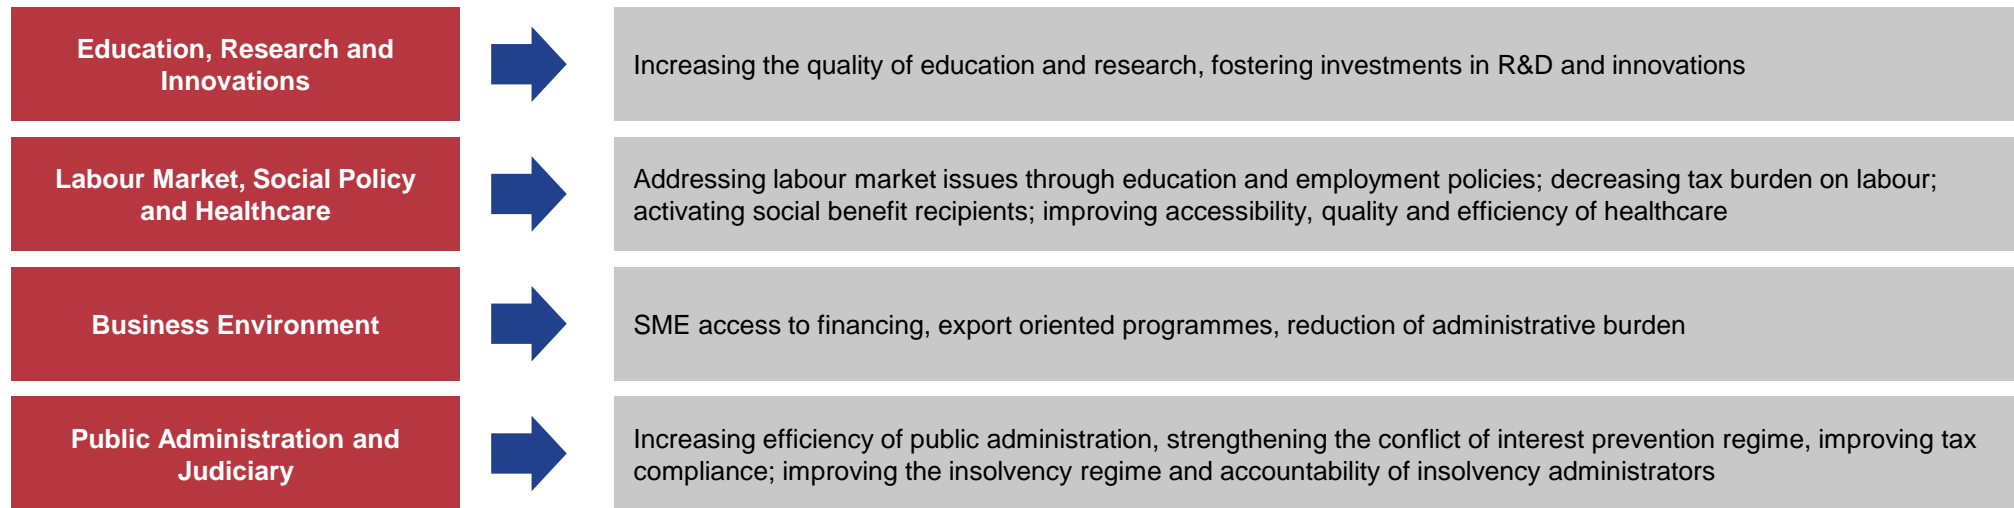 Education, Research and
Innovations
Increasing the quality of education and research, fostering investments in R&D and innovations
Labour Market, Social Policy
and Healthcare
Addressing labour market issues through education and employment policies; decreasing tax burden on labour;
activating social benefit recipients; improving accessibility, quality and efficiency of healthcare
Business Environment
SME access to financing, export oriented programmes, reduction of administrative burden
Public Administration and
Judiciary
Increasing efficiency of public administration, strengthening the conflict of interest prevention regime, improving tax
compliance; improving the insolvency regime and accountability of insolvency administrators